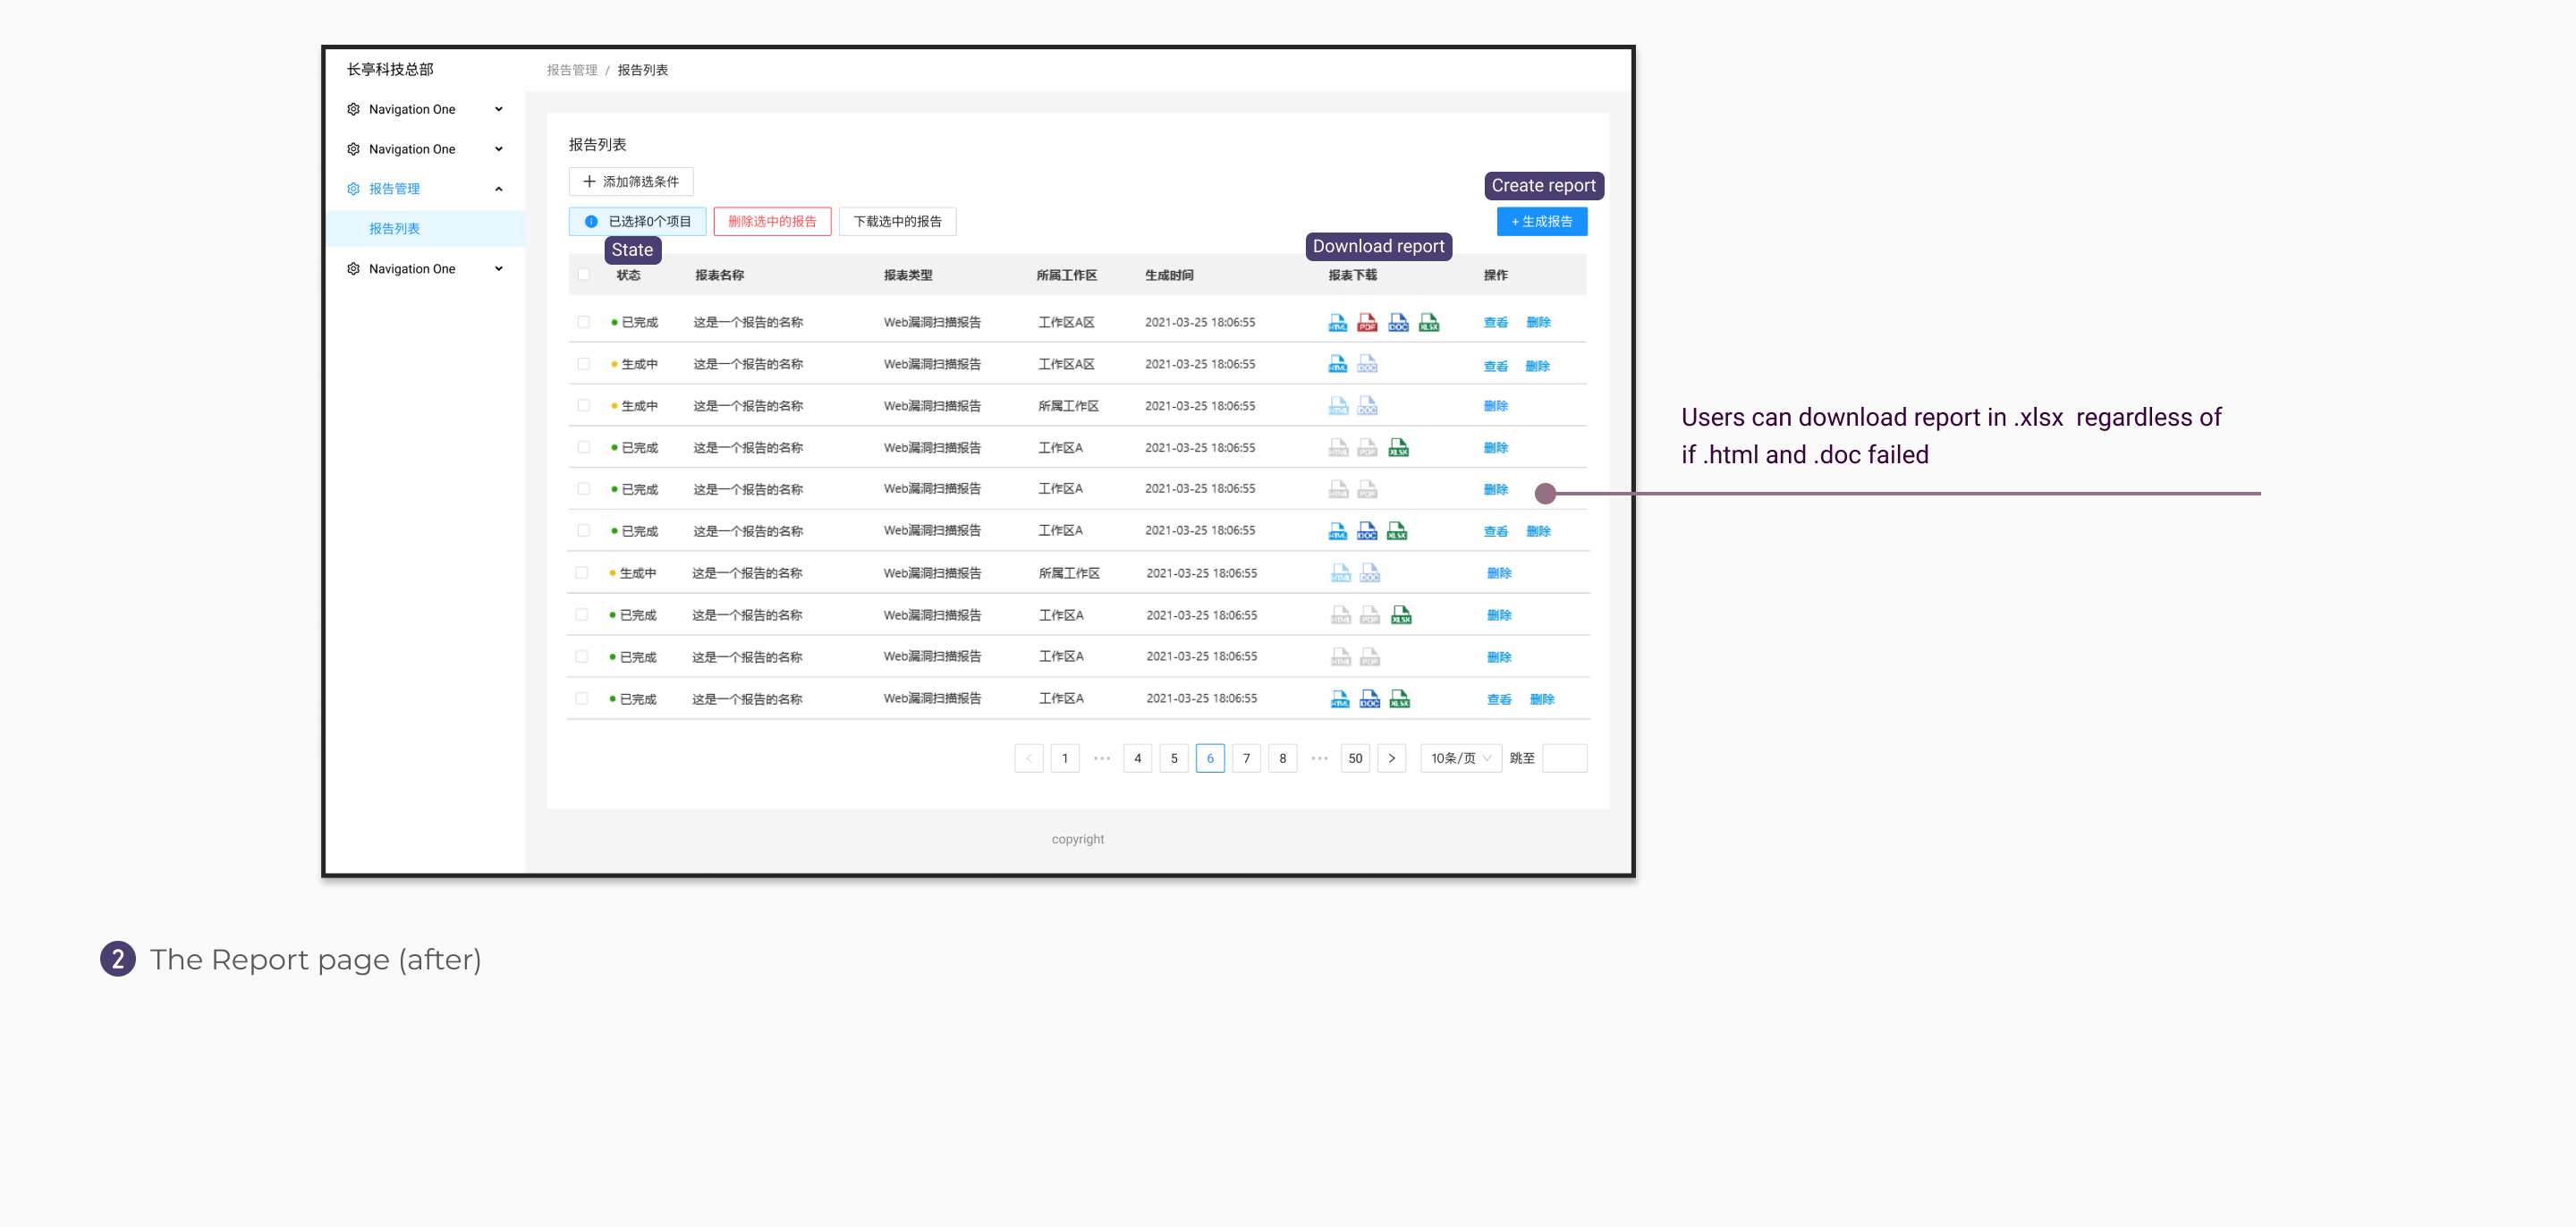 长亭科技总部
Navigation One
Navigation One
报告管理
报告列表
Navigation One
报告管理 / 报告列表
报告列表
+ 添加筛选条件
Create report
已选择0个项目 删除选中的报告 下载选中的报告 + 生成报告
State Download report
状态 报表名称 报表类型 所属工作区 生成时间 报表下载 操作
已完成 这是一个报告的名称 Web漏洞扫描报告 工作区A区 2021-03-25 18:06:55 HTML PDF DOC XLSX 查看 删除
生成中 这是一个报告的名称 Web漏洞扫描报告 工作区A区 2021-03-25 18:06:55 HTML DOC 查看 删除
生成中 这是一个报告的名称 Web漏洞扫描报告 所属工作区 2021-03-25 18:06:55 HTML DOC 删除
已完成 这是一个报告的名称 Web漏洞扫描报告 工作区A 2021-03-25 18:06:55 HTML PDF XLSX 删除
已完成 这是一个报告的名称 Web漏洞扫描报告 工作区A 2021-03-25 18:06:55 HTML PDF 删除
已完成 这是一个报告的名称 Web漏洞扫描报告 工作区A 2021-03-25 18:06:55 HTML DOC XLSX 查看 删除
生成中 这是一个报告的名称 Web漏洞扫描报告 所属工作区 2021-03-25 18:06:55 HTML DOC 删除
已完成 这是一个报告的名称 Web漏洞扫描报告 工作区A 2021-03-25 18:06:55 HTML PDF XLSX 删除
已完成 这是一个报告的名称 Web漏洞扫描报告 工作区A 2021-03-25 18:06:55 HTML PDF 删除
已完成 这是一个报告的名称 Web漏洞扫描报告 工作区A 2021-03-25 18:06:55 HTML DOC XLSX 查看 删除
< 1 ••• 4 5 6 7 8 ••• 50 > 10条/页 跳至
copyright
Users can download report in .xlsx regardless of
if .html and .doc failed
2 The Report page (after)